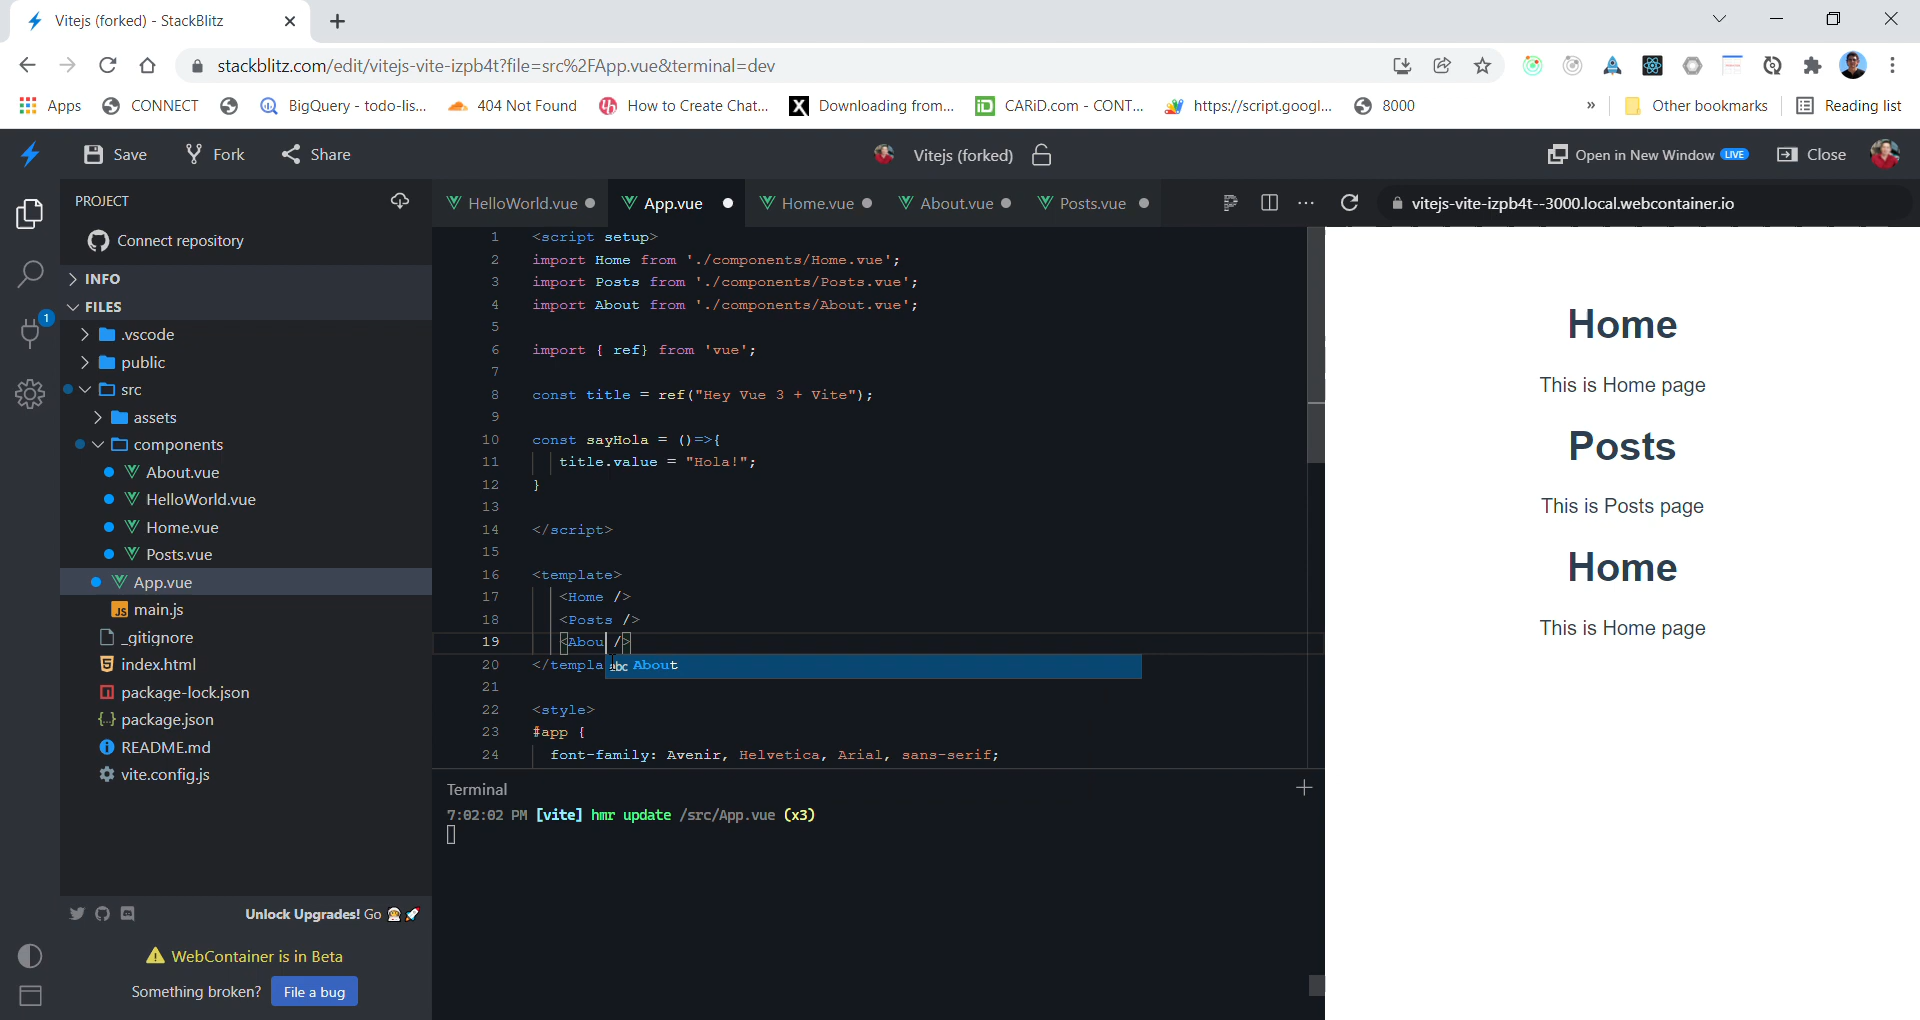 Vitejs (forked) - StackBlitz
stackblitz.com/edit/vitejs-vite-izpb4t?file=src%2FApp.vue&terminal=dev
Apps
CONNECT
BigQuery - todo-lis...
404 Not Found
How to Create Chat...
Downloading from...
CARiD.com - CONT...
https://script.googl...
8000
»
Other bookmarks
Reading list
Save
Fork
Share
Vitejs (forked)
Open in New Window LIVE
Close
PROJECT
Connect repository
INFO
FILES
.vscode
public
src
assets
components
About.vue
HelloWorld.vue
Home.vue
Posts.vue
App.vue
JS main.js
_gitignore
index.html
package-lock.json
package.json
README.md
vite.config.js
1
Unlock Upgrades! Go
WebContainer is in Beta
Something broken? File a bug
HelloWorld.vue
App.vue
Home.vue
About.vue
Posts.vue
1 <script setup>
2 import Home from './components/Home.vue';
3 import Posts from './components/Posts.vue';
4 import About from './components/About.vue';
5
6 import { ref} from 'vue';
7
8 const title = ref("Hey Vue 3 + Vite");
9
10 const sayHola = ()=>{
11 title.value = "Hola!";
12 }
13
14 </script>
15
16 <template>
17 <Home />
18 <Posts />
19 <Abou />
20 </templa
abc About
21
22 <style>
23 #app {
24 font-family: Avenir, Helvetica, Arial, sans-serif;
Terminal
7:02:02 PM [vite] hmr update /src/App.vue (x3)
vitejs-vite-izpb4t--3000.local.webcontainer.io
Home
This is Home page
Posts
This is Posts page
Home
This is Home page